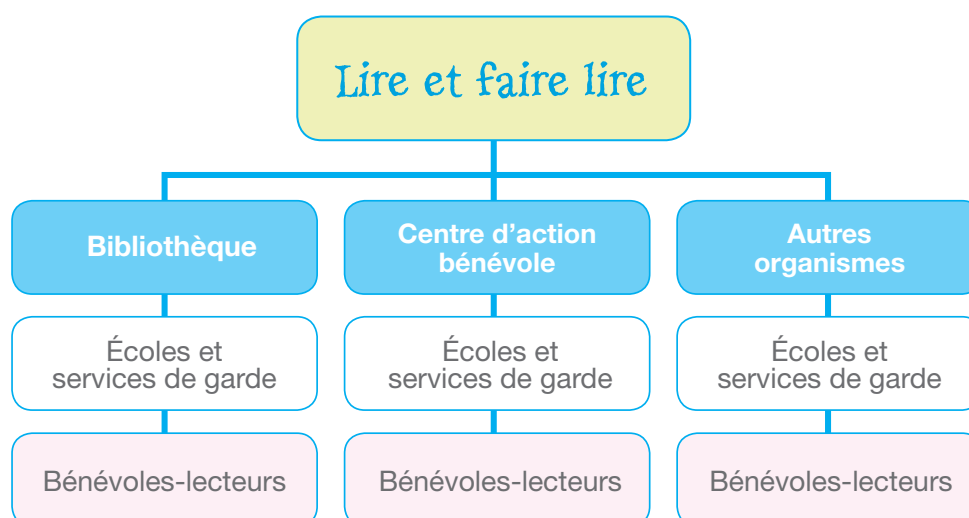 Lire et faire lire
Bibliothèque
Centre d’action
bénévole
Autres
organismes
Écoles et
services de garde
Écoles et
services de garde
Écoles et
services de garde
Bénévoles-lecteurs
Bénévoles-lecteurs
Bénévoles-lecteurs